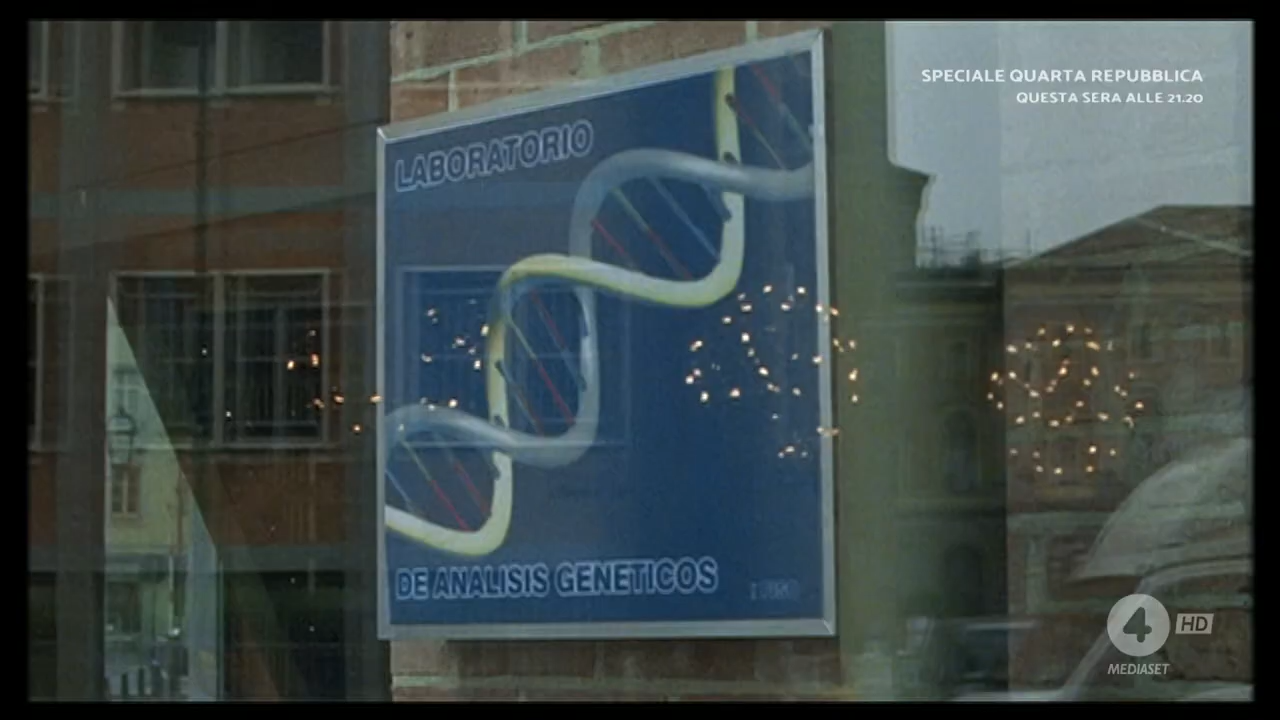 SPECIALE QUARTA REPUBBLICA
QUESTA SERA ALLE 21.20
LABORATORIO
DE ANALISIS GENETICOS
4 HD
MEDIASET